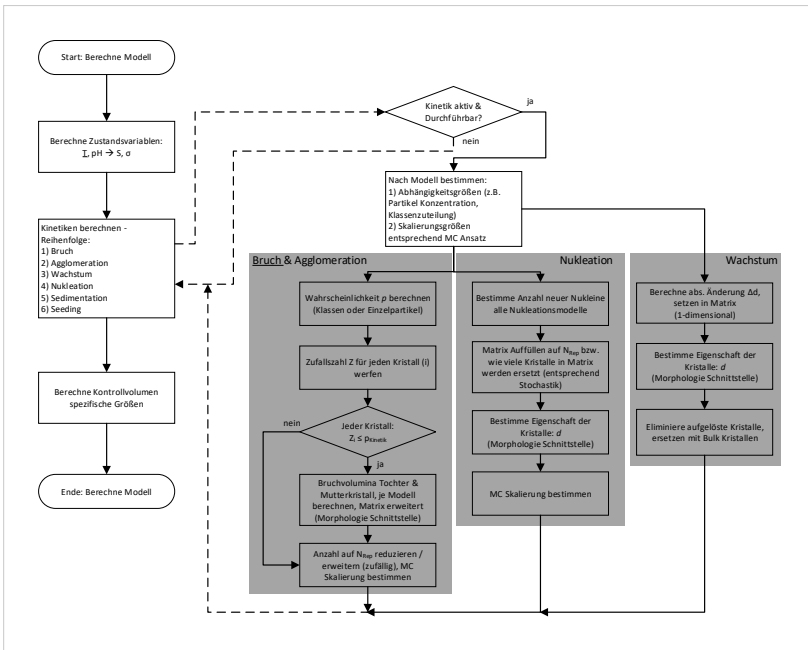 Start: Berechne Modell
Berechne Zustandsvariablen:
T, pH → S, σ
Kinetiken berechnen -
Reihenfolge:
1) Bruch
2) Agglomeration
3) Wachstum
4) Nukleation
5) Sedimentation
6) Seeding
Berechne Kontrollvolumen
spezifische Größen
Ende: Berechne Modell
Kinetik aktiv &
Durchführbar?
ja
nein
Nach Modell bestimmen:
1) Abhängigkeitsgrößen (z.B.
Partikel Konzentration,
Klassenzuteilung)
2) Skalierungsgrößen
entsprechend MC Ansatz
Bruch & Agglomeration
Wahrscheinlichkeit p berechnen
(Klassen oder Einzelpartikel)
Zufallszahl Z für jeden Kristall (i)
werfen
nein
Jeder Kristall:
Zi ≤ pKinetik
ja
Bruchvolumina Tochter &
Mutterkristall, je Modell
berechnen, Matrix erweitert
(Morphologie Schnittstelle)
Anzahl auf NRep reduzieren /
erweitern (zufällig), MC
Skalierung bestimmen
Nukleation
Bestimme Anzahl neuer Nukleine
alle Nukleationsmodelle
Matrix Auffüllen auf NRep bzw.
wie viele Kristalle in Matrix
werden ersetzt (entsprechend
Stochastik)
Bestimme Eigenschaft der
Kristalle: d
(Morphologie Schnittstelle)
MC Skalierung bestimmen
Wachstum
Berechne abs. Änderung Δd,
setzen in Matrix
(1-dimensional)
Bestimme Eigenschaft der
Kristalle: d
(Morphologie Schnittstelle)
Eliminiere aufgelöste Kristalle,
ersetzen mit Bulk Kristallen